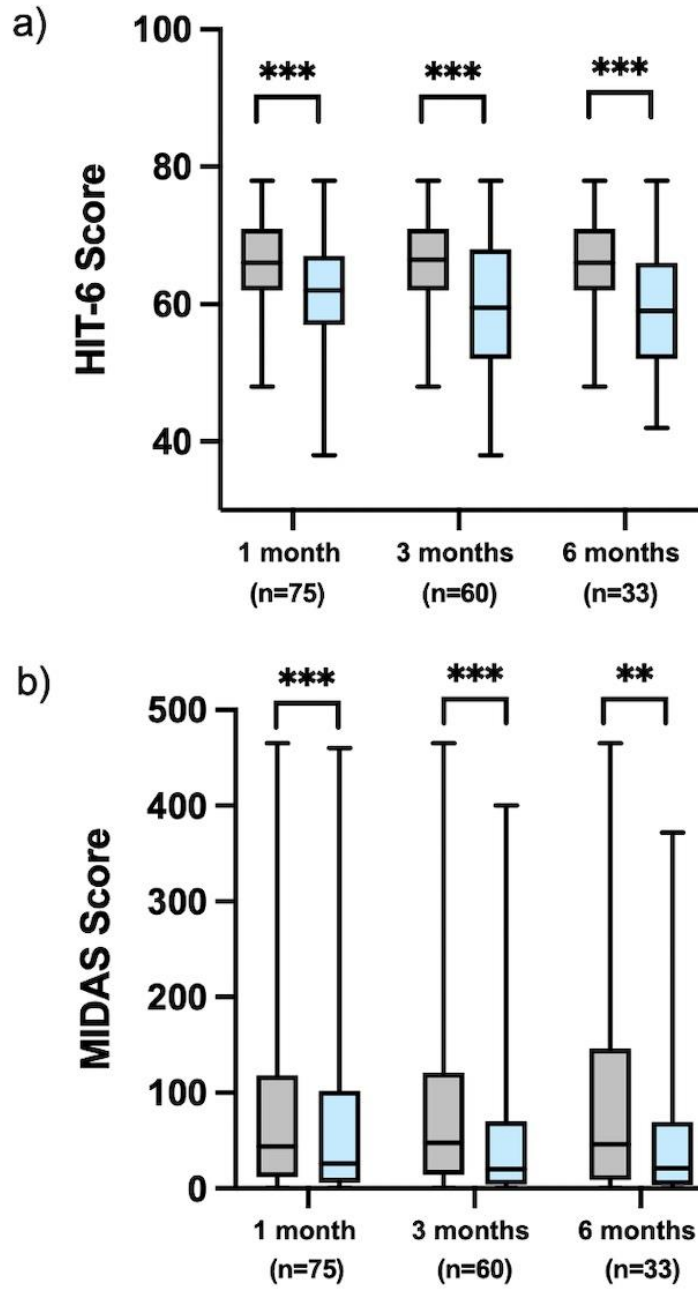 a)
HIT-6 Score
100
80
60
40
***
***
***
1 month
3 months
6 months
(n=75)
(n=60)
(n=33)
b)
MIDAS Score
500
400
300
200
100
0
***
***
**
1 month
3 months
6 months
(n=75)
(n=60)
(n=33)